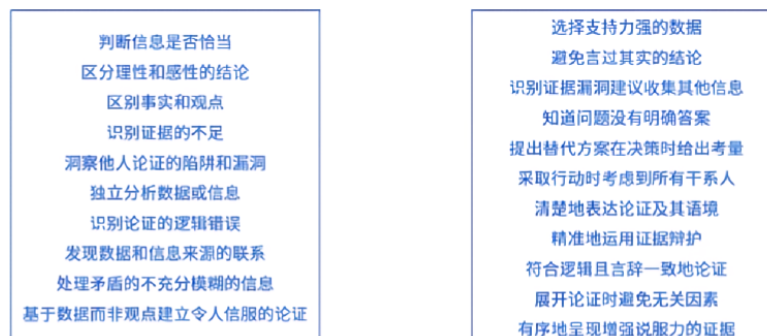 判断信息是否恰当
区分理性和感性的结论
区别事实和观点
识别证据的不足
洞察他人论证的陷阱和漏洞
独立分析数据或信息
识别论证的逻辑错误
发现数据和信息来源的联系
处理矛盾的不充分模糊的信息
基于数据而非观点建立令人信服的论证
选择支持力强的数据
避免言过其实的结论
识别证据漏洞建议收集其他信息
知道问题没有明确答案
提出替代方案在决策时给出考量
采取行动时考虑到所有干系人
清楚地表达论证及其语境
精准地运用证据辩护
符合逻辑且言辞一致地论证
展开论证时避免无关因素
有序地呈现增强说服力的证据